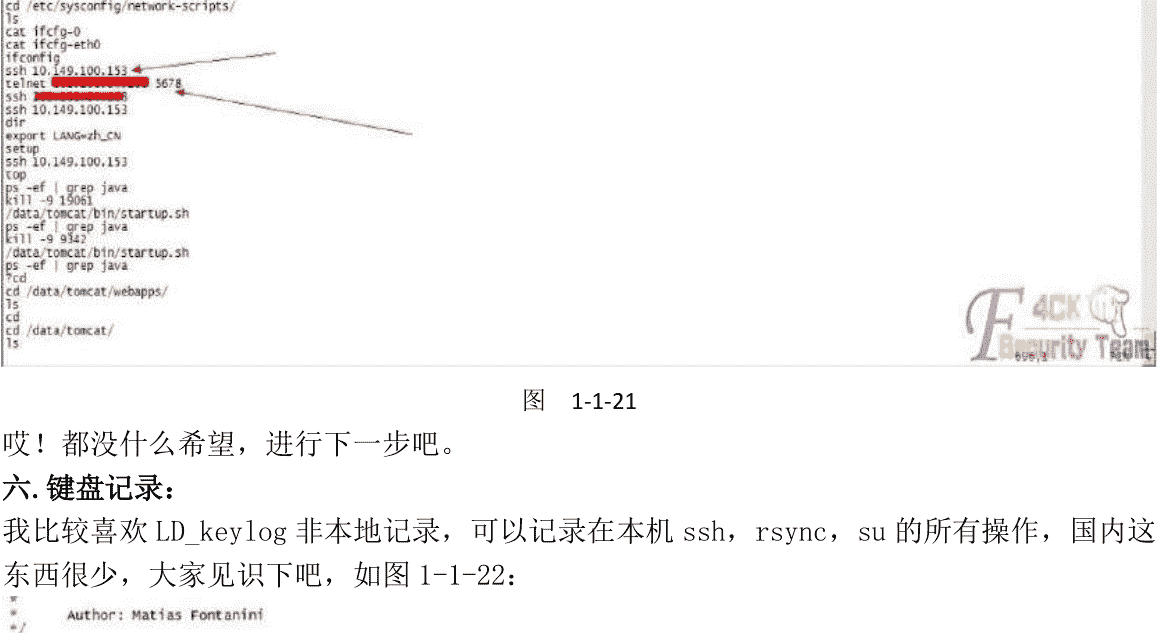 cd /etc/sysconfig/network-scripts/
ls
cat ifcfg-0
cat ifcfg-eth0
ifconfig
ssh 10.149.100.153
telnet 5678
ssh
ssh 10.149.100.153
dir
export LANG=zh_CN
setup
ssh 10.149.100.153
top
ps -ef | grep java
kill -9 19061
/data/tomcat/bin/startup.sh
ps -ef | grep java
kill -9 9342
/data/tomcat/bin/startup.sh
ps -ef | grep java
?cd
cd /data/tomcat/webapps/
ls
cd
cd /data/tomcat/
ls
F4CK
Security Team
图 1-1-21
哎！都没什么希望，进行下一步吧。
六.键盘记录：
我比较喜欢 LD_keylog 非本地记录，可以记录在本机 ssh，rsync，su 的所有操作，国内这
东西很少，大家见识下吧，如图 1-1-22：
*
* Author: Matias Fontanini
*/